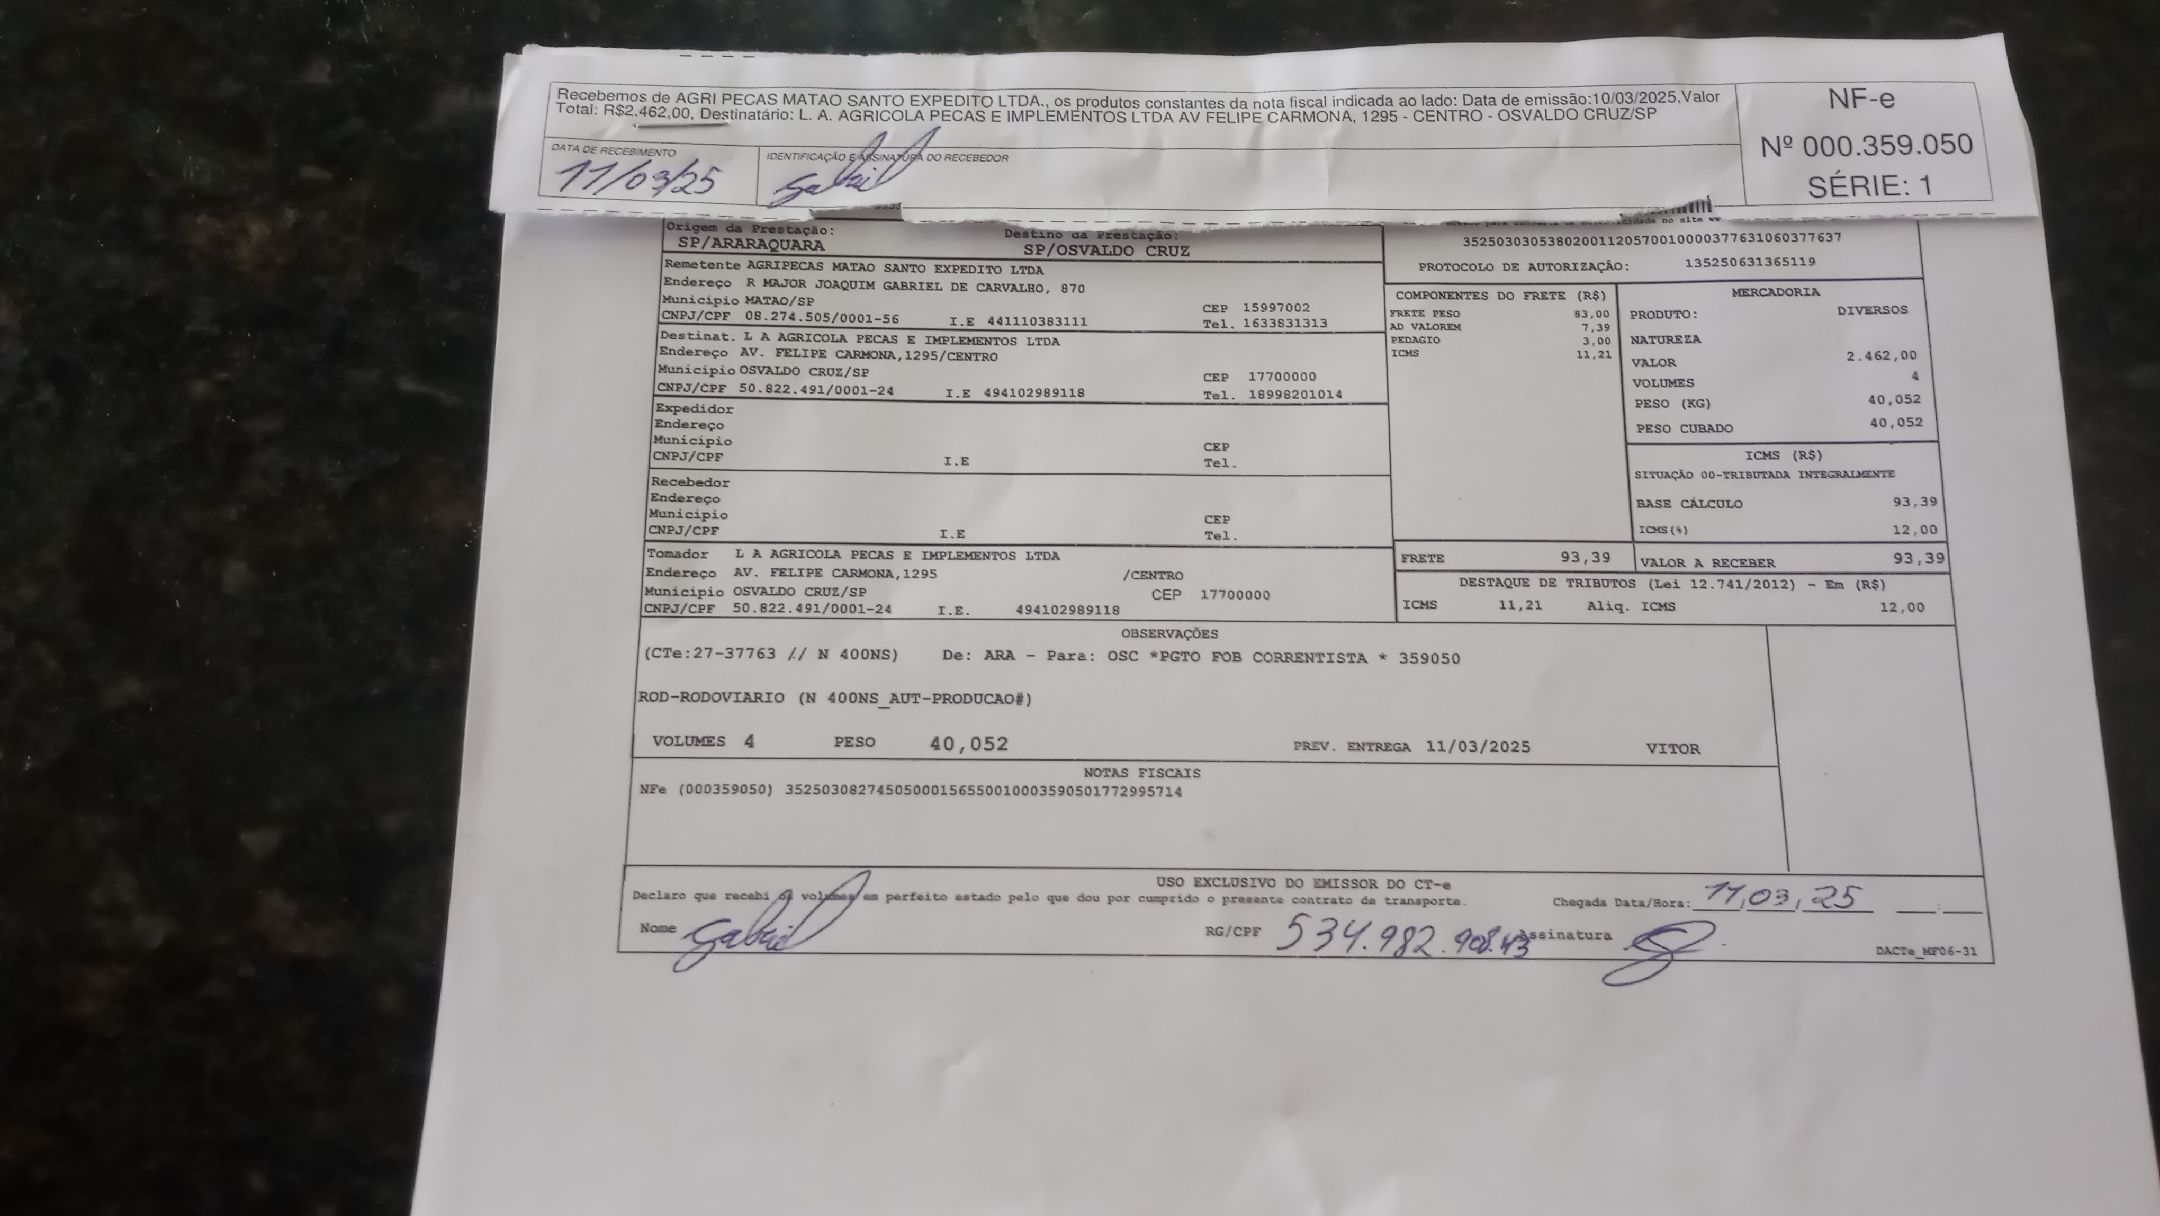 Recebemos de AGRI PECAS MATAO SANTO EXPEDITO LTDA., os produtos constantes da nota fiscal indicada ao lado: Data de emissão:10/03/2025,Valor
Total: R$2.462,00, Destinatário: L. A. AGRICOLA PECAS E IMPLEMENTOS LTDA AV FELIPE CARMONA, 1295 - CENTRO - OSVALDO CRUZ/SP
NF-e
Nº 000.359.050
SÉRIE: 1
DATA DE RECEBIMENTO
11/03/25
IDENTIFICAÇÃO E ASSINATURA DO RECEBEDOR
Gabriel
Origem da Prestação:
SP/ARARAQUARA
Destino da Prestação:
SP/OSVALDO CRUZ
no site
35250303053802001120570010000377631060377637
PROTOCOLO DE AUTORIZAÇÃO: 135250631365119
Remetente AGRIPECAS MATAO SANTO EXPEDITO LTDA
Endereço R MAJOR JOAQUIM GABRIEL DE CARVALHO, 870
Município MATAO/SP CEP 15997002
CNPJ/CPF 08.274.505/0001-56 I.E 441110383111 Tel. 1633831313
Destinat. L A AGRICOLA PECAS E IMPLEMENTOS LTDA
Endereço AV. FELIPE CARMONA,1295/CENTRO
Município OSVALDO CRUZ/SP CEP 17700000
CNPJ/CPF 50.822.491/0001-24 I.E 494102989118 Tel. 18998201014
Expedidor
Endereço
Município CEP
CNPJ/CPF I.E Tel.
Recebedor
Endereço
Município CEP
CNPJ/CPF I.E Tel.
Tomador L A AGRICOLA PECAS E IMPLEMENTOS LTDA
Endereço AV. FELIPE CARMONA,1295 /CENTRO
Município OSVALDO CRUZ/SP CEP 17700000
CNPJ/CPF 50.822.491/0001-24 I.E. 494102989118
COMPONENTES DO FRETE (R$)
FRETE PESO 83,00
AD VALOREM 7,39
PEDAGIO 3,00
ICMS 11,21
MERCADORIA
PRODUTO: DIVERSOS
NATUREZA
VALOR 2.462,00
VOLUMES 4
PESO (KG) 40,052
PESO CUBADO 40,052
ICMS (R$)
SITUAÇÃO 00-TRIBUTADA INTEGRALMENTE
BASE CÁLCULO 93,39
ICMS(%) 12,00
FRETE 93,39
VALOR A RECEBER 93,39
DESTAQUE DE TRIBUTOS (Lei 12.741/2012) - Em (R$)
ICMS 11,21 Aliq. ICMS 12,00
OBSERVAÇÕES
(CTe:27-37763 // N 400NS) De: ARA - Para: OSC *PGTO FOB CORRENTISTA * 359050
ROD-RODOVIARIO (N 400NS_AUT-PRODUCAO#)
VOLUMES 4 PESO 40,052 PREV. ENTREGA 11/03/2025 VITOR
NOTAS FISCAIS
NFe (000359050) 35250308274505000156550010003590501772995714
USO EXCLUSIVO DO EMISSOR DO CT-e
Declaro que recebi os volumes em perfeito estado pelo que dou por cumprido o presente contrato de transporte. Chegada Data/Hora: 11,03,25
Nome Gabriel RG/CPF 534.982.908.43 Assinatura
DACTe_MF06-31